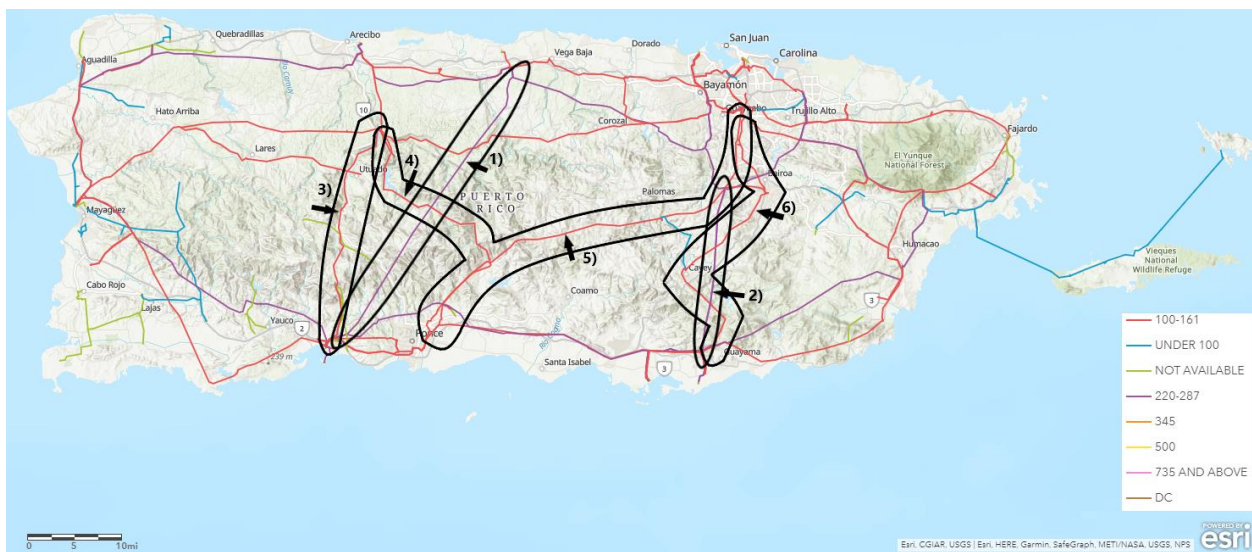 San Juan
Quebradillas
Arecibo
Dorado
Vega Baja
Carolina
Aguadilla
Bayamón
10
Hato Arriba
Corozal
Trujillo Alto
Río Camuy
Fajardo
Lares
El Yunque
National Forest
4)
1)
Utuado
Bairoa
3)
PUERTO
RICO
Palomas
6)
Mayagüez
5)
Humacao
Vieques
National
Wildlife Refuge
Cayey
Cabo Rojo
2)
Coamo
3
Lajas
Yauco
2
Ponce
239 m
Santa Isabel
3
Guayama
100-161
UNDER 100
NOT AVAILABLE
220-287
345
500
735 AND ABOVE
DC
0 5 10mi
Esri, CGIAR, USGS | Esri, HERE, Garmin, SafeGraph, METI/NASA, USGS, NPS
POWERED BY
esri